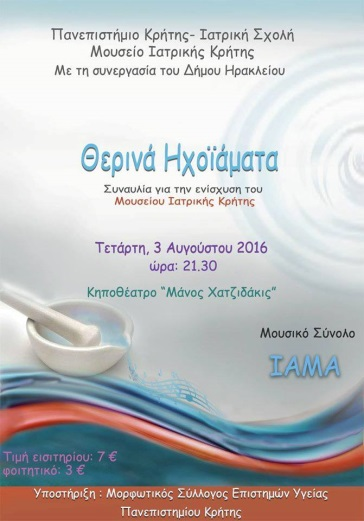 Πανεπιστήμιο Κρήτης- Ιατρική Σχολή
Μουσείο Ιατρικής Κρήτης
Με τη συνεργασία του Δήμου Ηρακλείου
Θερινά Ηχοϊάματα
Συναυλία για την ενίσχυση του
Μουσείου Ιατρικής Κρήτης
Τετάρτη, 3 Αυγούστου 2016
ώρα: 21.30
Κηποθέατρο “Μάνος Χατζιδάκις”
Μουσικό Σύνολο
ΙΑΜΑ
Τιμή εισιτηρίου: 7 €
φοιτητικό: 3 €
Υποστήριξη : Μορφωτικός Σύλλογος Επιστημών Υγείας
Πανεπιστημίου Κρήτης